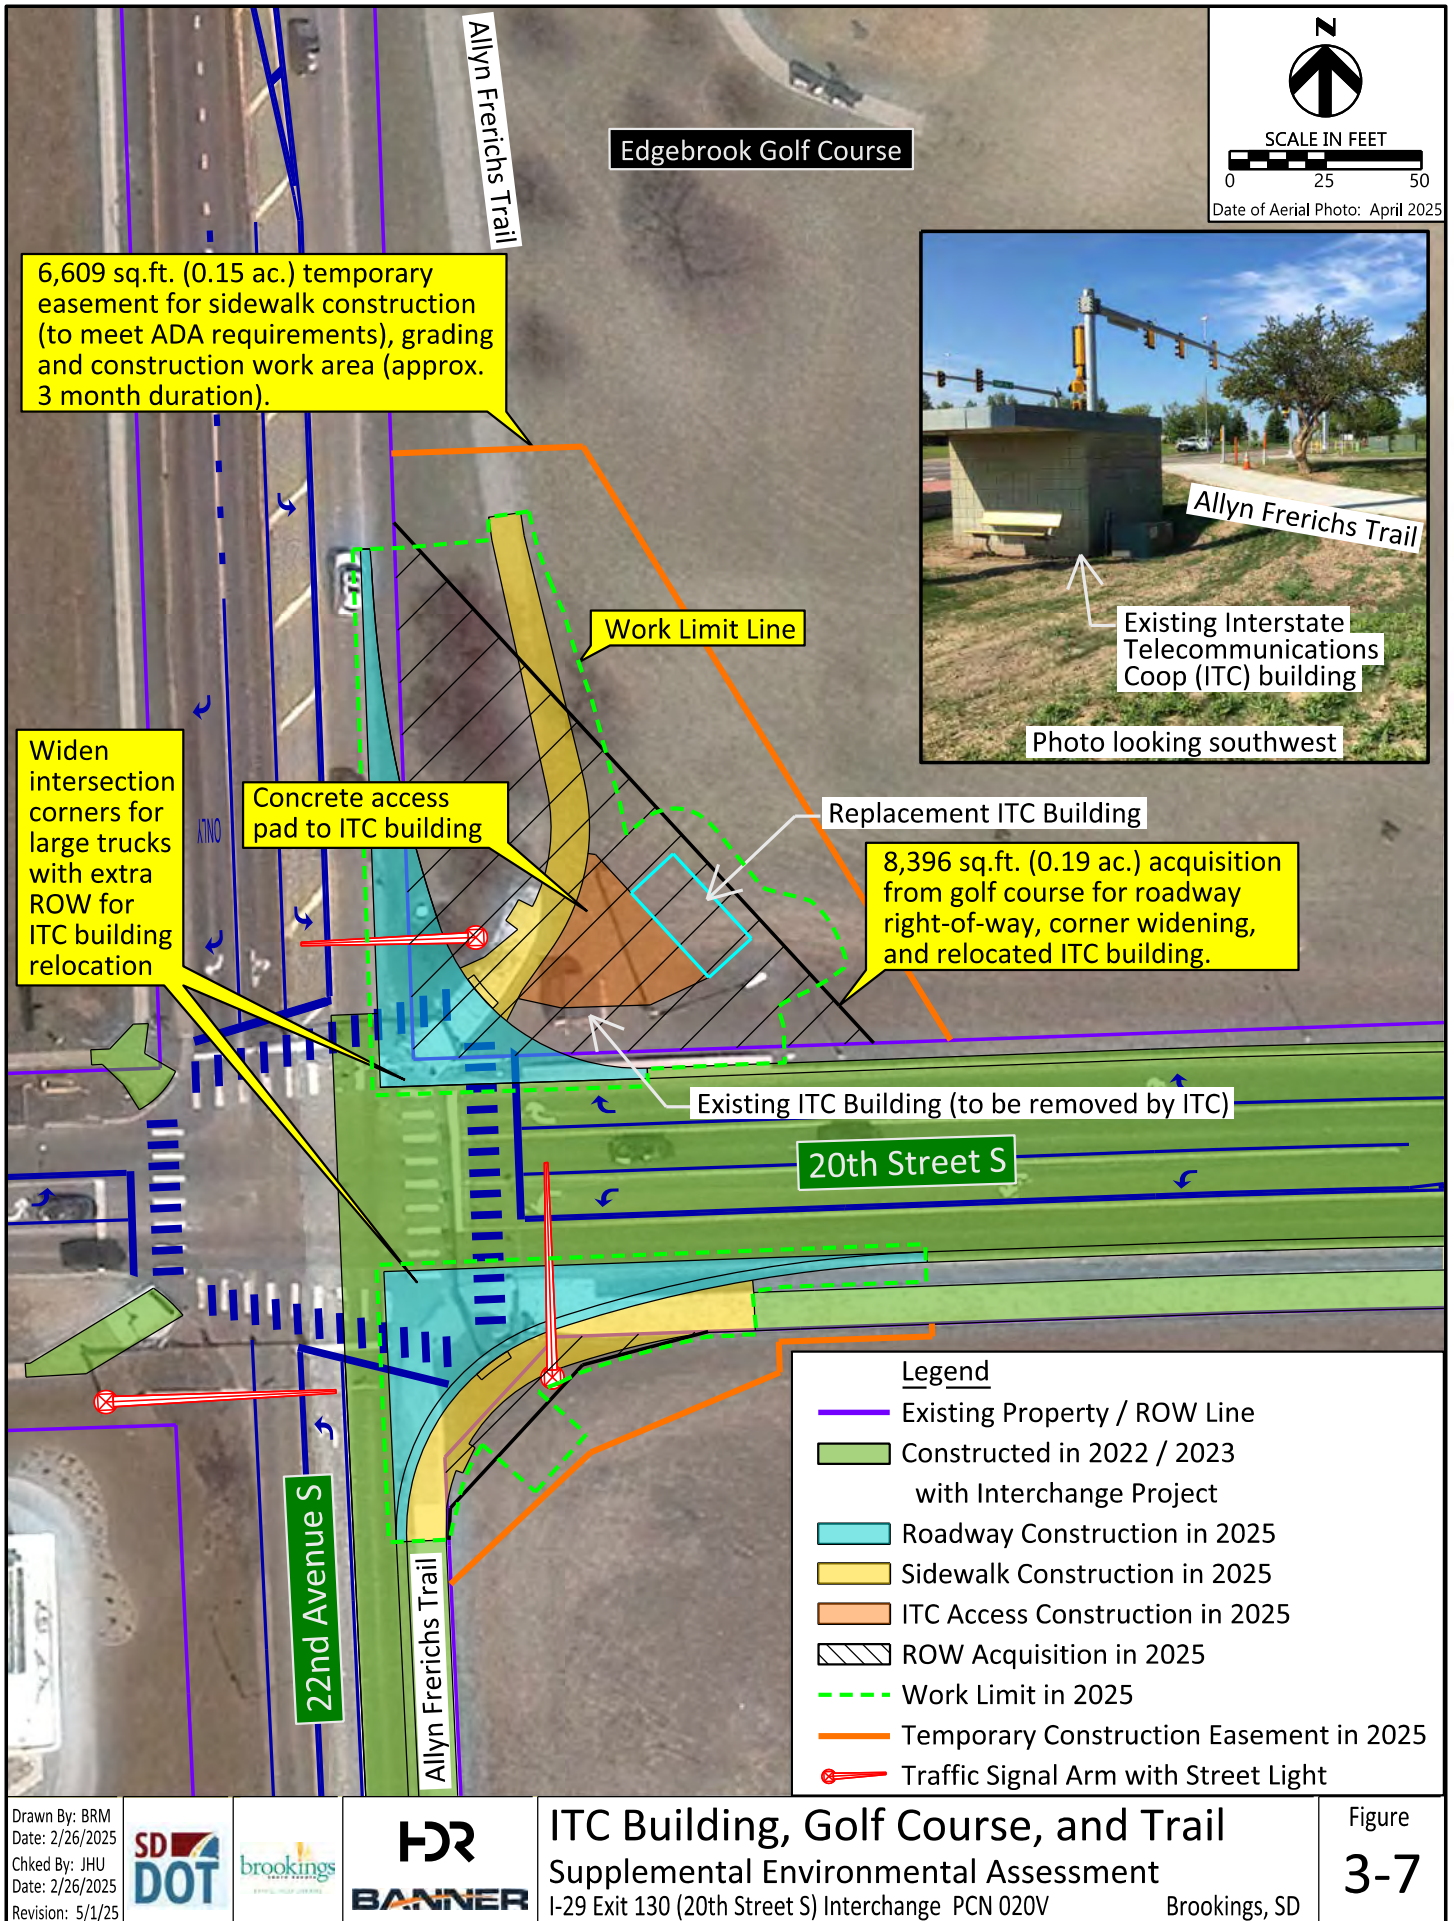 Allyn Frerichs Trail
Edgebrook Golf Course
N
SCALE IN FEET
0 25 50
Date of Aerial Photo: April 2025
6,609 sq.ft. (0.15 ac.) temporary
easement for sidewalk construction
(to meet ADA requirements), grading
and construction work area (approx.
3 month duration).
Allyn Frerichs Trail
Existing Interstate
Telecommunications
Coop (ITC) building
Photo looking southwest
Work Limit Line
Widen
intersection
corners for
large trucks
with extra
ROW for
ITC building
relocation
ONLY
Concrete access
pad to ITC building
Replacement ITC Building
8,396 sq.ft. (0.19 ac.) acquisition
from golf course for roadway
right-of-way, corner widening,
and relocated ITC building.
Existing ITC Building (to be removed by ITC)
20th Street S
22nd Avenue S
Allyn Frerichs Trail
Legend
Existing Property / ROW Line
Constructed in 2022 / 2023
with Interchange Project
Roadway Construction in 2025
Sidewalk Construction in 2025
ITC Access Construction in 2025
ROW Acquisition in 2025
Work Limit in 2025
Temporary Construction Easement in 2025
Traffic Signal Arm with Street Light
Drawn By: BRM
Date: 2/26/2025
Chked By: JHU
Date: 2/26/2025
Revision: 5/1/25
SD
DOT
brookings
HDR
BANNER
ITC Building, Golf Course, and Trail
Supplemental Environmental Assessment
I-29 Exit 130 (20th Street S) Interchange PCN 020V
Brookings, SD
Figure
3-7